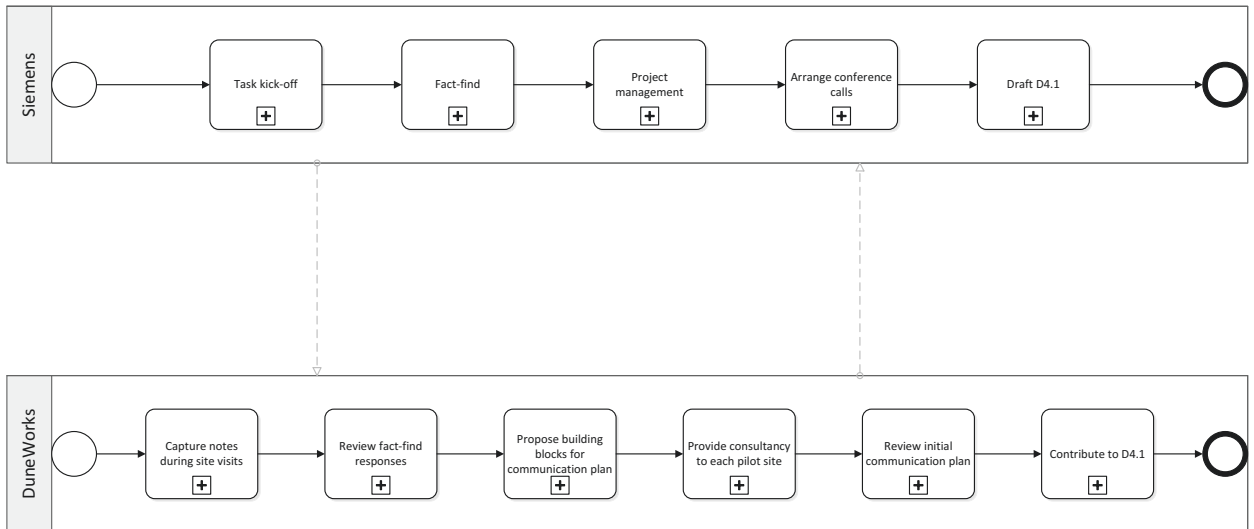 Siemens
Task kick-off
Fact-find
Project
management
Arrange conference
calls
Draft D4.1
DuneWorks
Capture notes
during site visits
Review fact-find
responses
Propose building
blocks for
communication plan
Provide consultancy
to each pilot site
Review initial
communication plan
Contribute to D4.1